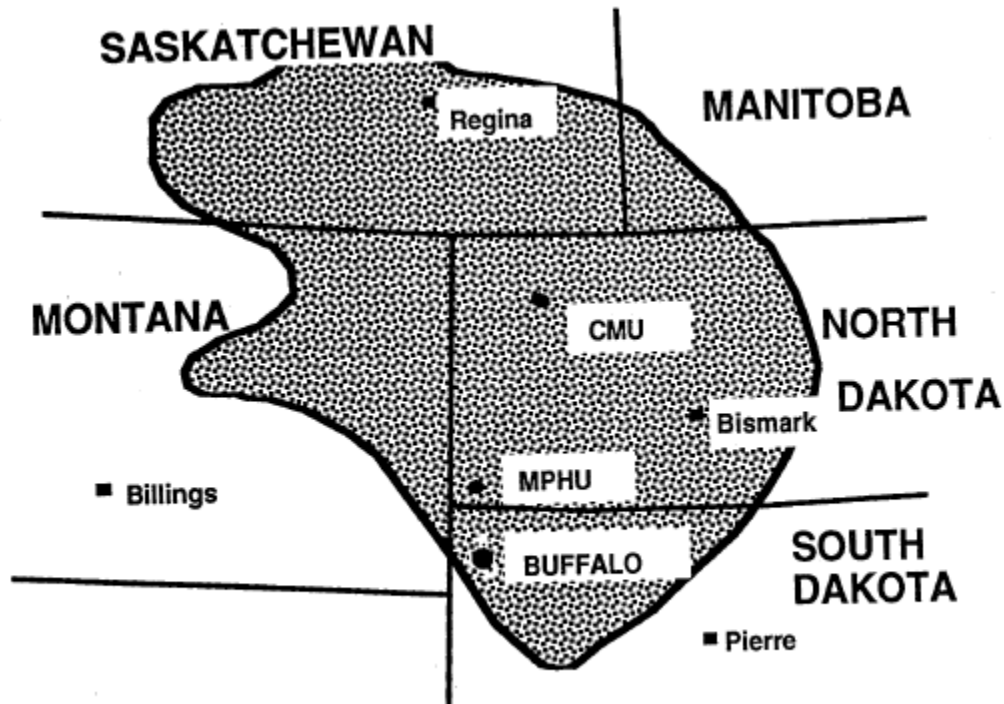 SASKATCHEWAN
MANITOBA
Regina
MONTANA
CMU
NORTH
DAKOTA
Bismark
MPHU
Billings
BUFFALO
SOUTH
DAKOTA
Pierre